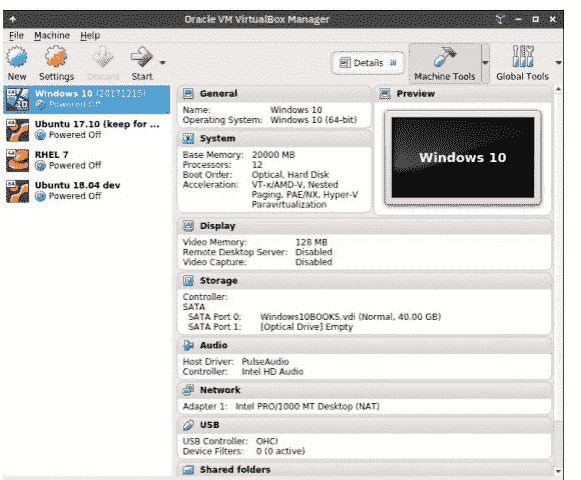 Oracle VM VirtualBox Manager
File Machine Help
New Settings Discard Start
Details
Machine Tools
Global Tools
Windows 10 (20171215)
Powered Off
Ubuntu 17.10 (keep for ...
Powered Off
RHEL 7
Powered Off
Ubuntu 18.04 dev
Powered Off
General
Name: Windows 10
Operating System: Windows 10 (64-bit)
System
Base Memory: 20000 MB
Processors: 12
Boot Order: Optical, Hard Disk
Acceleration: VT-x/AMD-V, Nested
Paging, PAE/NX, Hyper-V
Paravirtualization
Preview
Windows 10
Display
Video Memory: 128 MB
Remote Desktop Server: Disabled
Video Capture: Disabled
Storage
Controller:
SATA
SATA Port 0: Windows10BOOKS.vdi (Normal, 40.00 GB)
SATA Port 1: [Optical Drive] Empty
Audio
Host Driver: PulseAudio
Controller: Intel HD Audio
Network
Adapter 1: Intel PRO/1000 MT Desktop (NAT)
USB
USB Controller: OHCI
Device Filters: 0 (0 active)
Shared folders